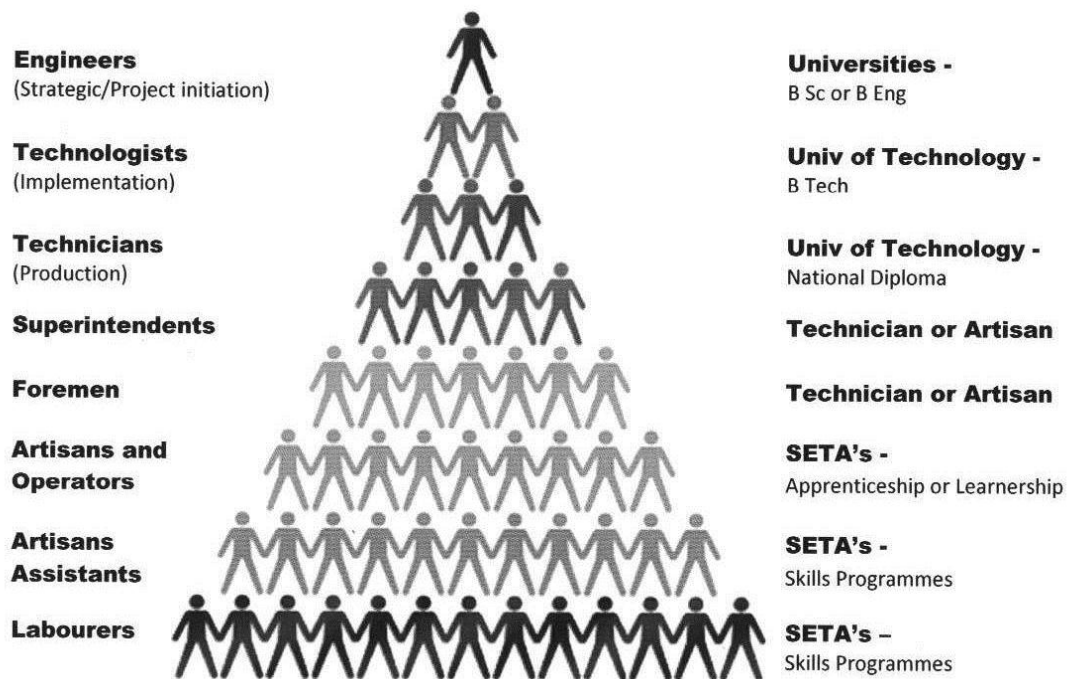 Engineers
(Strategic/Project initiation)
Universities -
B Sc or B Eng
Technologists
(Implementation)
Univ of Technology -
B Tech
Technicians
(Production)
Univ of Technology -
National Diploma
Superintendents
Technician or Artisan
Foremen
Technician or Artisan
Artisans and
Operators
SETA's -
Apprenticeship or Learnership
Artisans
Assistants
SETA's -
Skills Programmes
Labourers
SETA's –
Skills Programmes